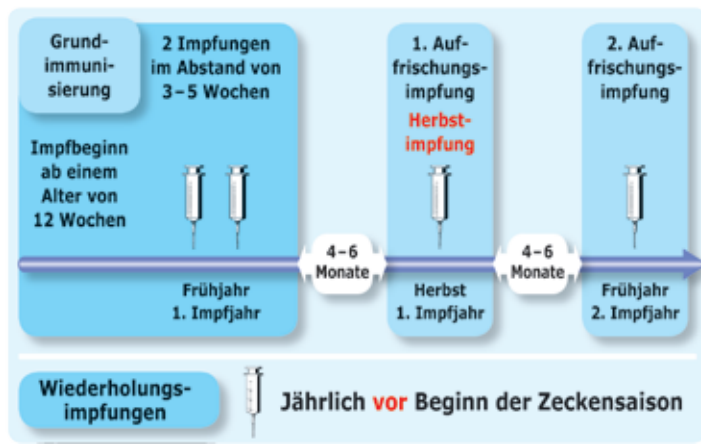 Grund-
immuni-
sierung
2 Impfungen
im Abstand von
3–5 Wochen
Impfbeginn
ab einem
Alter von
12 Wochen
Frühjahr
1. Impfjahr
4–6
Monate
1. Auf-
frischungs-
impfung
Herbst-
impfung
Herbst
1. Impfjahr
4–6
Monate
2. Auf-
frischungs-
impfung
Frühjahr
2. Impfjahr
Wiederholungs-
impfungen
Jährlich vor Beginn der Zeckensaison